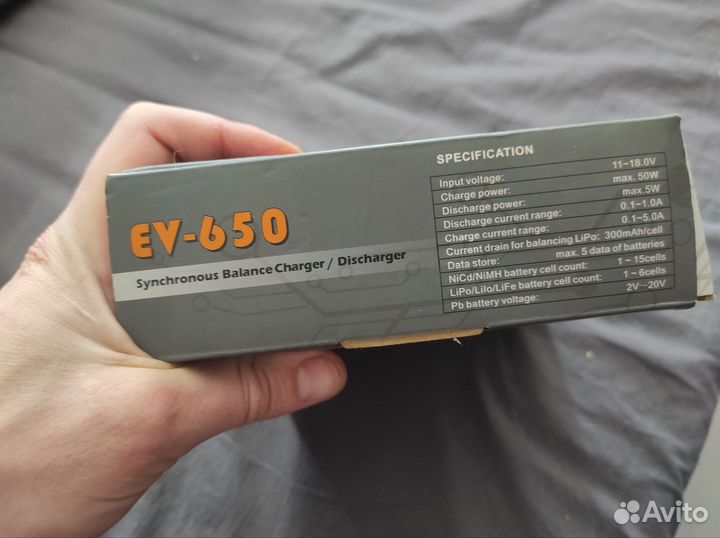 EV-650
Synchronous Balance Charger / Discharger
SPECIFICATION
Input voltage: 11~18.0V
Charge power: max. 50W
Discharge power: max.5W
Discharge current range: 0.1~1.0A
Charge current range: 0.1~5.0A
Current drain for balancing LiPo: 300mAh/cell
Data store: max. 5 data of batteries
NiCd/NiMH battery cell count: 1~15cells
LiPo/LiIo/LiFe battery cell count: 1~6cells
Pb battery voltage: 2V~20V
Avito